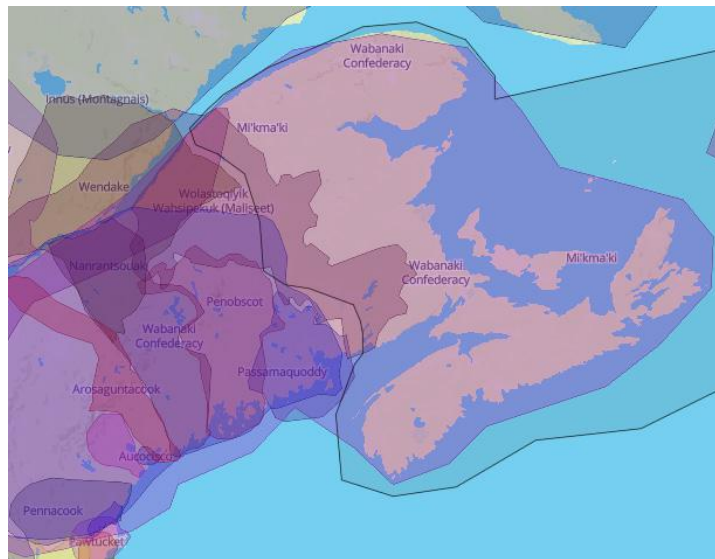 Wabanaki
Confederacy
Innus (Montagnais)
Mi'kma'ki
Wendake
Wolastoqiyik
Wahsipekuk (Maliseet)
Nanrantsouak
Wabanaki
Confederacy
Mi'kma'ki
Penobscot
Wabanaki
Confederacy
Passamaquoddy
Arosaguntacook
Aucocisco
Pennacook
Pawtucket